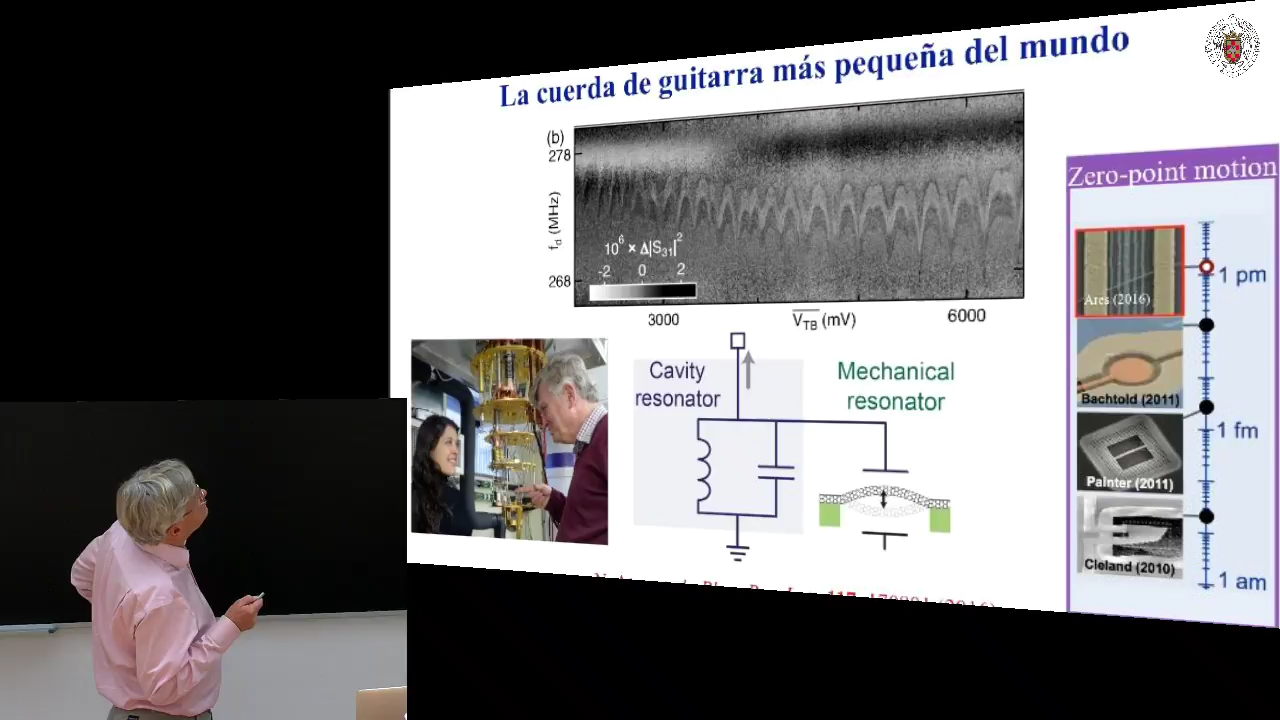 La cuerda de guitarra más pequeña del mundo
(b)
278
f_d (MHz)
268
10^6 × Δ|S_31|^2
-2 0 2
3000
V_TB (mV)
6000
Cavity
resonator
Mechanical
resonator
Zero-point motion
Ares (2016)
1 pm
Bachtold (2011)
1 fm
Painter (2011)
Cleland (2010)
1 am